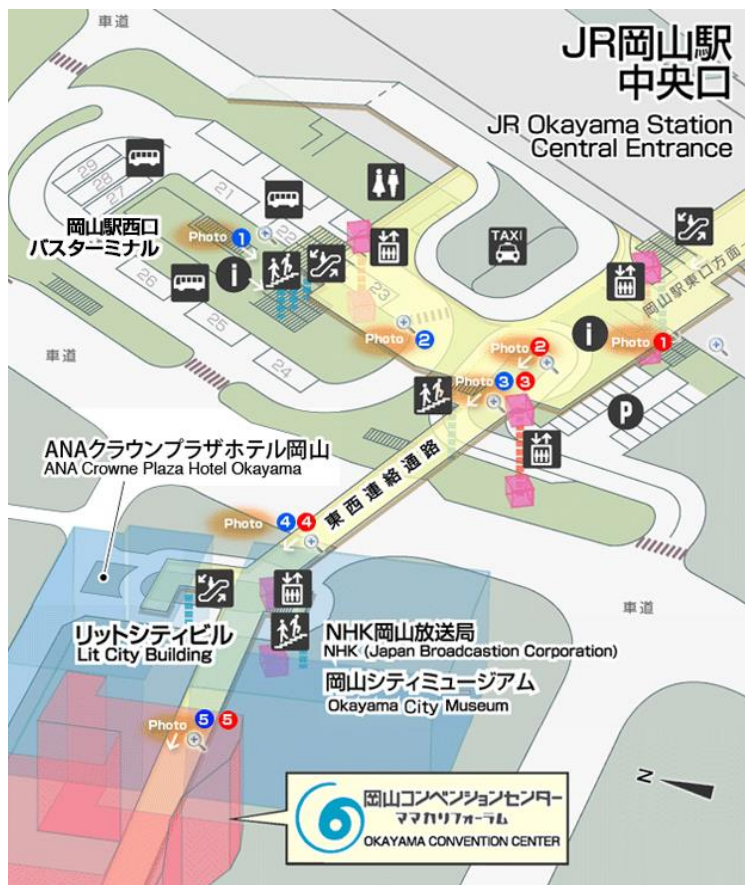 車道
JR岡山駅
中央口
JR Okayama Station
Central Entrance
29
28
27
21
22
岡山駅西口
バスターミナル
Photo 1
i
TAXI
岡山駅東口方面
23
26
25
24
Photo 2
i
Photo 1
Photo 2
Photo 3 3
P
車道
ANAクラウンプラザホテル岡山
ANA Crowne Plaza Hotel Okayama
東西連絡通路
Photo 4 4
車道
リットシティビル
Lit City Building
NHK岡山放送局
NHK (Japan Broadcastion Corporation)
岡山シティミュージアム
Okayama City Museum
Photo 5 5
N
岡山コンベンションセンター
ママカリフォーラム
OKAYAMA CONVENTION CENTER